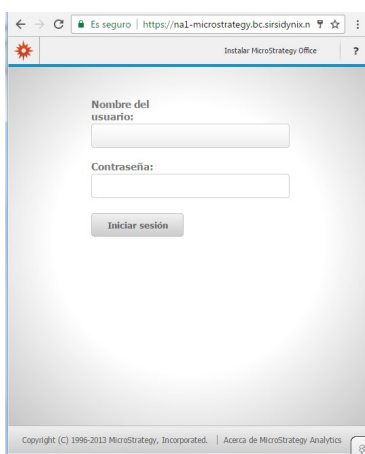 Es seguro | https://na1-microstrategy.bc.sirsidynix.n
Instalar MicroStrategy Office ?
Nombre del
usuario:
Contraseña:
Iniciar sesión
Copyright (C) 1996-2013 MicroStrategy, Incorporated. | Acerca de MicroStrategy Analytics